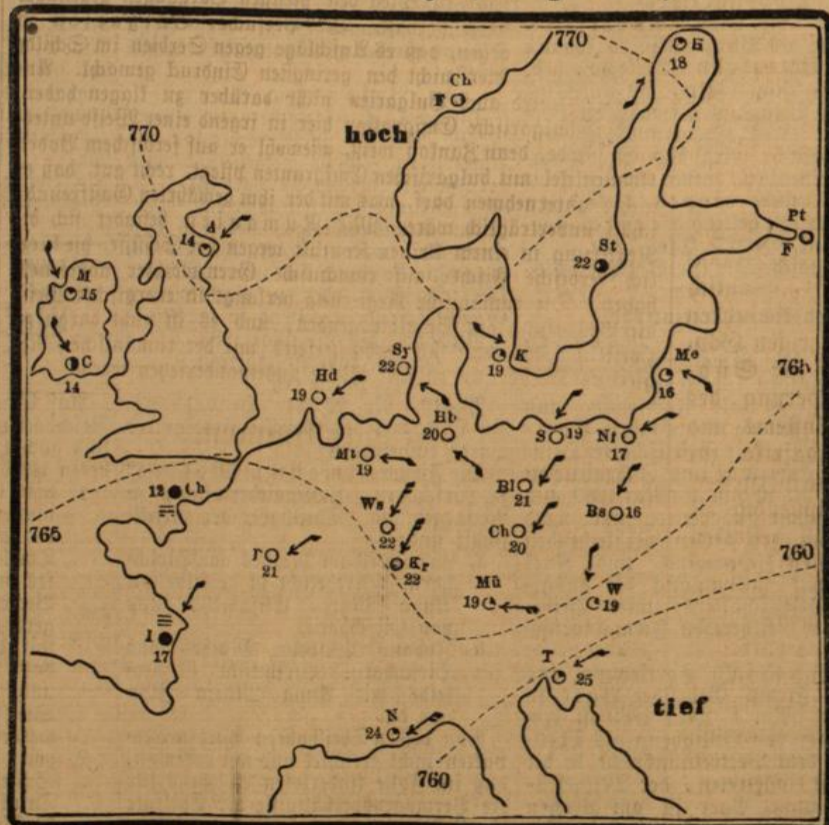 770
H
18
Ch
F
hoch
770
Pt
F
A
14
St
22
M
15
K
19
Sy
22
C
14
Hd
19
Me
16
765
Hb
20
S 19
Nf
17
Mt
19
12 Ch
Bl
21
Bs 16
Ws
22
765
Ch
20
P
21
Kr
22
760
Mü
19
W
19
I
17
T
25
tief
N
24
760